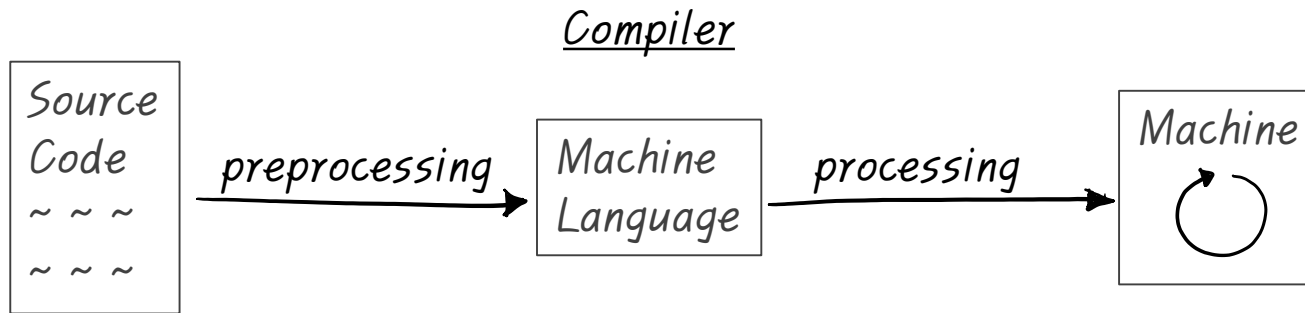 Compiler
Source
Code
~ ~ ~
~ ~ ~
preprocessing
Machine
Language
processing
Machine